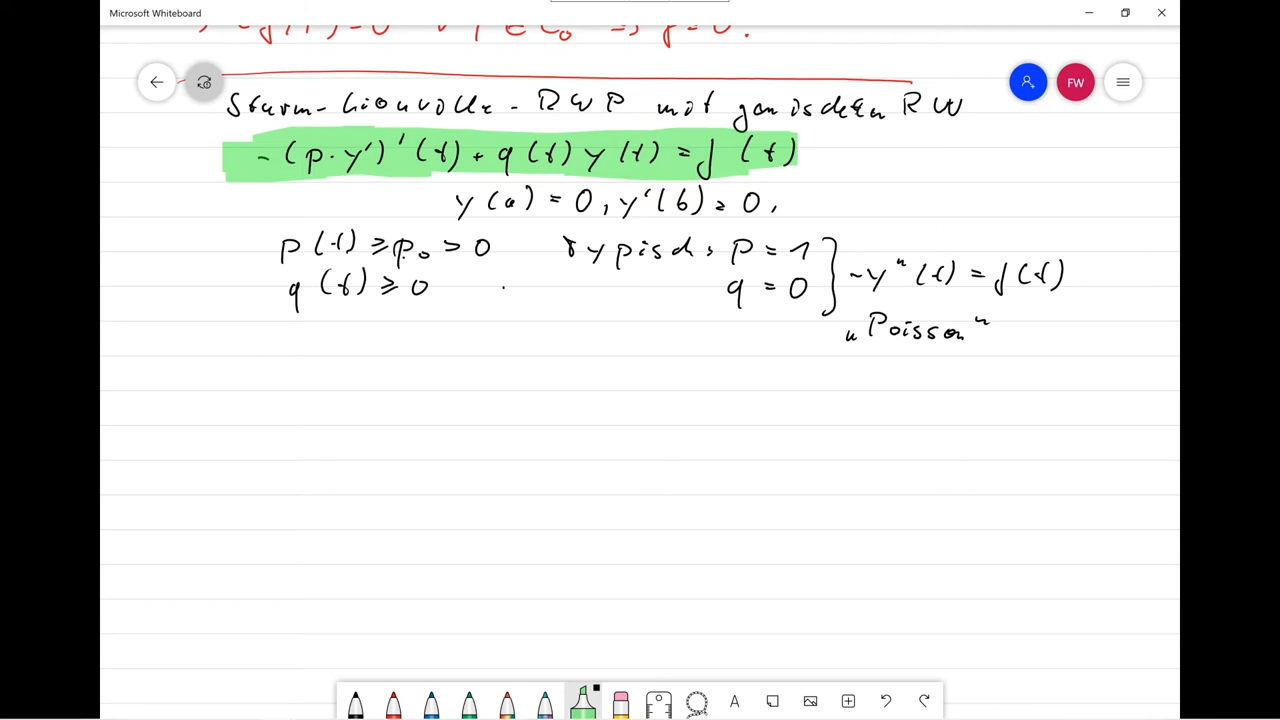 Microsoft Whiteboard
FW
Sturm-Liouville-RWP mit gemischten RW
-(p·y')'(t) + q(t) y(t) = f(t)
y(a) = 0, y'(b) = 0,
p(t) ≥ p₀ > 0 Typisch: p = 1
q(t) ≥ 0 q = 0 } -y"(t) = f(t)
"Poisson"
A